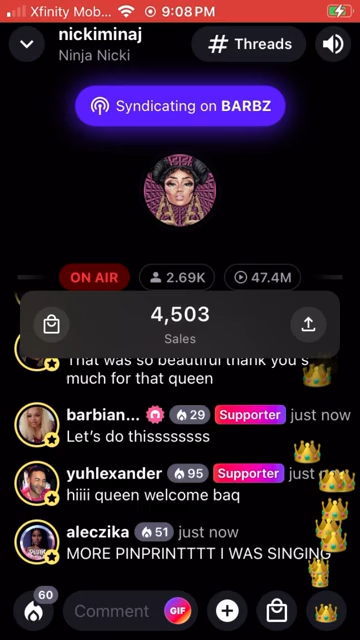 Xfinity Mob... 9:08 PM
nickiminaj
Ninja Nicki
# Threads
Syndicating on BARBZ
ON AIR 2.69K 47.4M
4,503
Sales
That was so beautiful thank you s
much for that queen
barbian... 29 Supporter just now
Let's do thisssssssss
yuhlexander 95 Supporter just
hiiii queen welcome baq
aleczika 51 just now
MORE PINPRINTTTT I WAS SINGING
60
Comment GIF